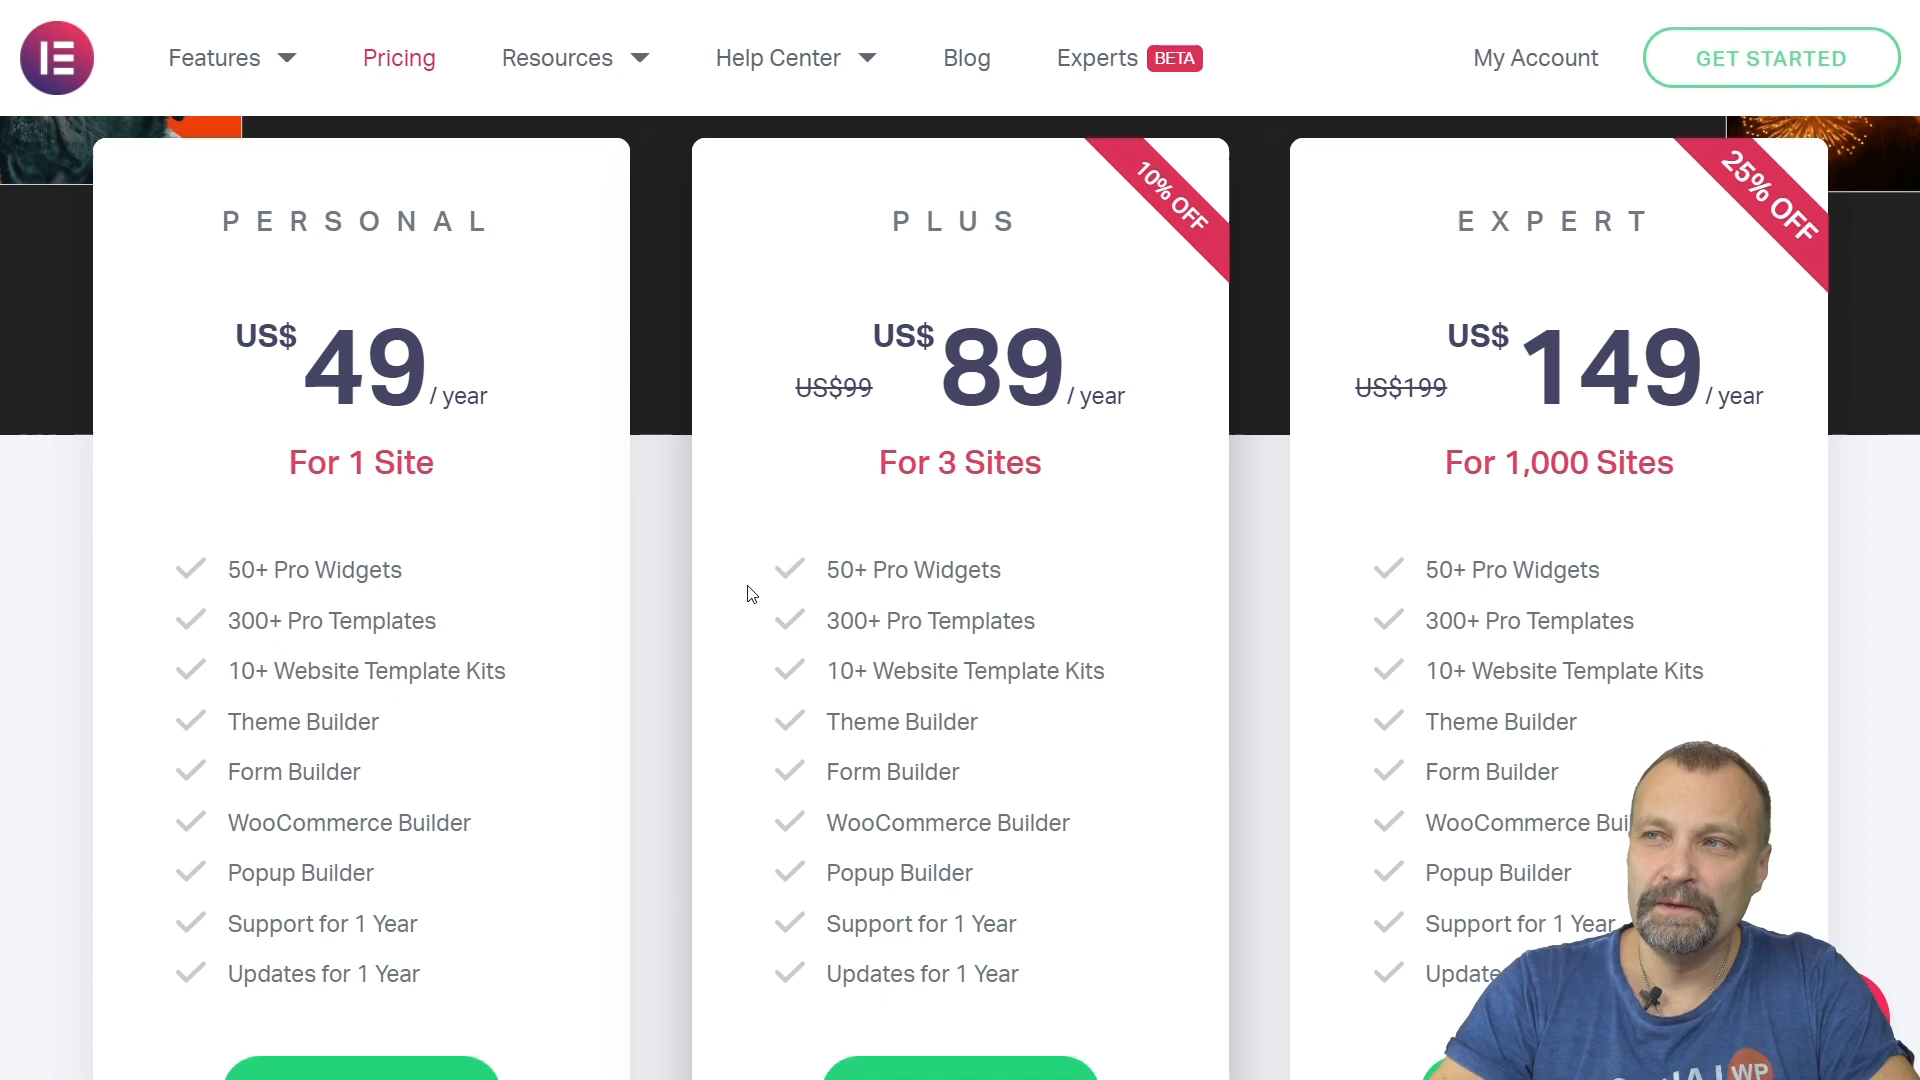 Features
Pricing
Resources
Help Center
Blog
Experts BETA
My Account
GET STARTED
PERSONAL
US$ 49 / year
For 1 Site
50+ Pro Widgets
300+ Pro Templates
10+ Website Template Kits
Theme Builder
Form Builder
WooCommerce Builder
Popup Builder
Support for 1 Year
Updates for 1 Year
10% OFF
PLUS
US$99 US$ 89 / year
For 3 Sites
50+ Pro Widgets
300+ Pro Templates
10+ Website Template Kits
Theme Builder
Form Builder
WooCommerce Builder
Popup Builder
Support for 1 Year
Updates for 1 Year
25% OFF
EXPERT
US$199 US$ 149 / year
For 1,000 Sites
50+ Pro Widgets
300+ Pro Templates
10+ Website Template Kits
Theme Builder
Form Builder
WooCommerce Bui
Popup Builder
Support for 1 Year
Update
WP